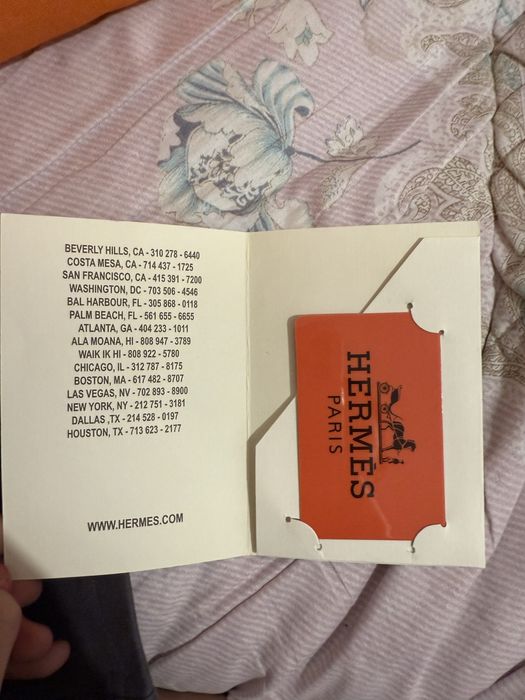 BEVERLY HILLS, CA - 310 278 - 6440
COSTA MESA, CA - 714 437 - 1725
SAN FRANCISCO, CA - 415 391 - 7200
WASHINGTON, DC - 703 506 - 4546
BAL HARBOUR, FL - 305 868 - 0118
PALM BEACH, FL - 561 655 - 6655
ATLANTA, GA - 404 233 - 1011
ALA MOANA, HI - 808 947 - 3789
WAIK IK HI - 808 922 - 5780
CHICAGO, IL - 312 787 - 8175
BOSTON, MA - 617 482 - 8707
LAS VEGAS, NV - 702 893 - 8900
NEW YORK, NY - 212 751 - 3181
DALLAS ,TX - 214 528 - 0197
HOUSTON, TX - 713 623 - 2177
WWW.HERMES.COM
HERMÈS
PARIS